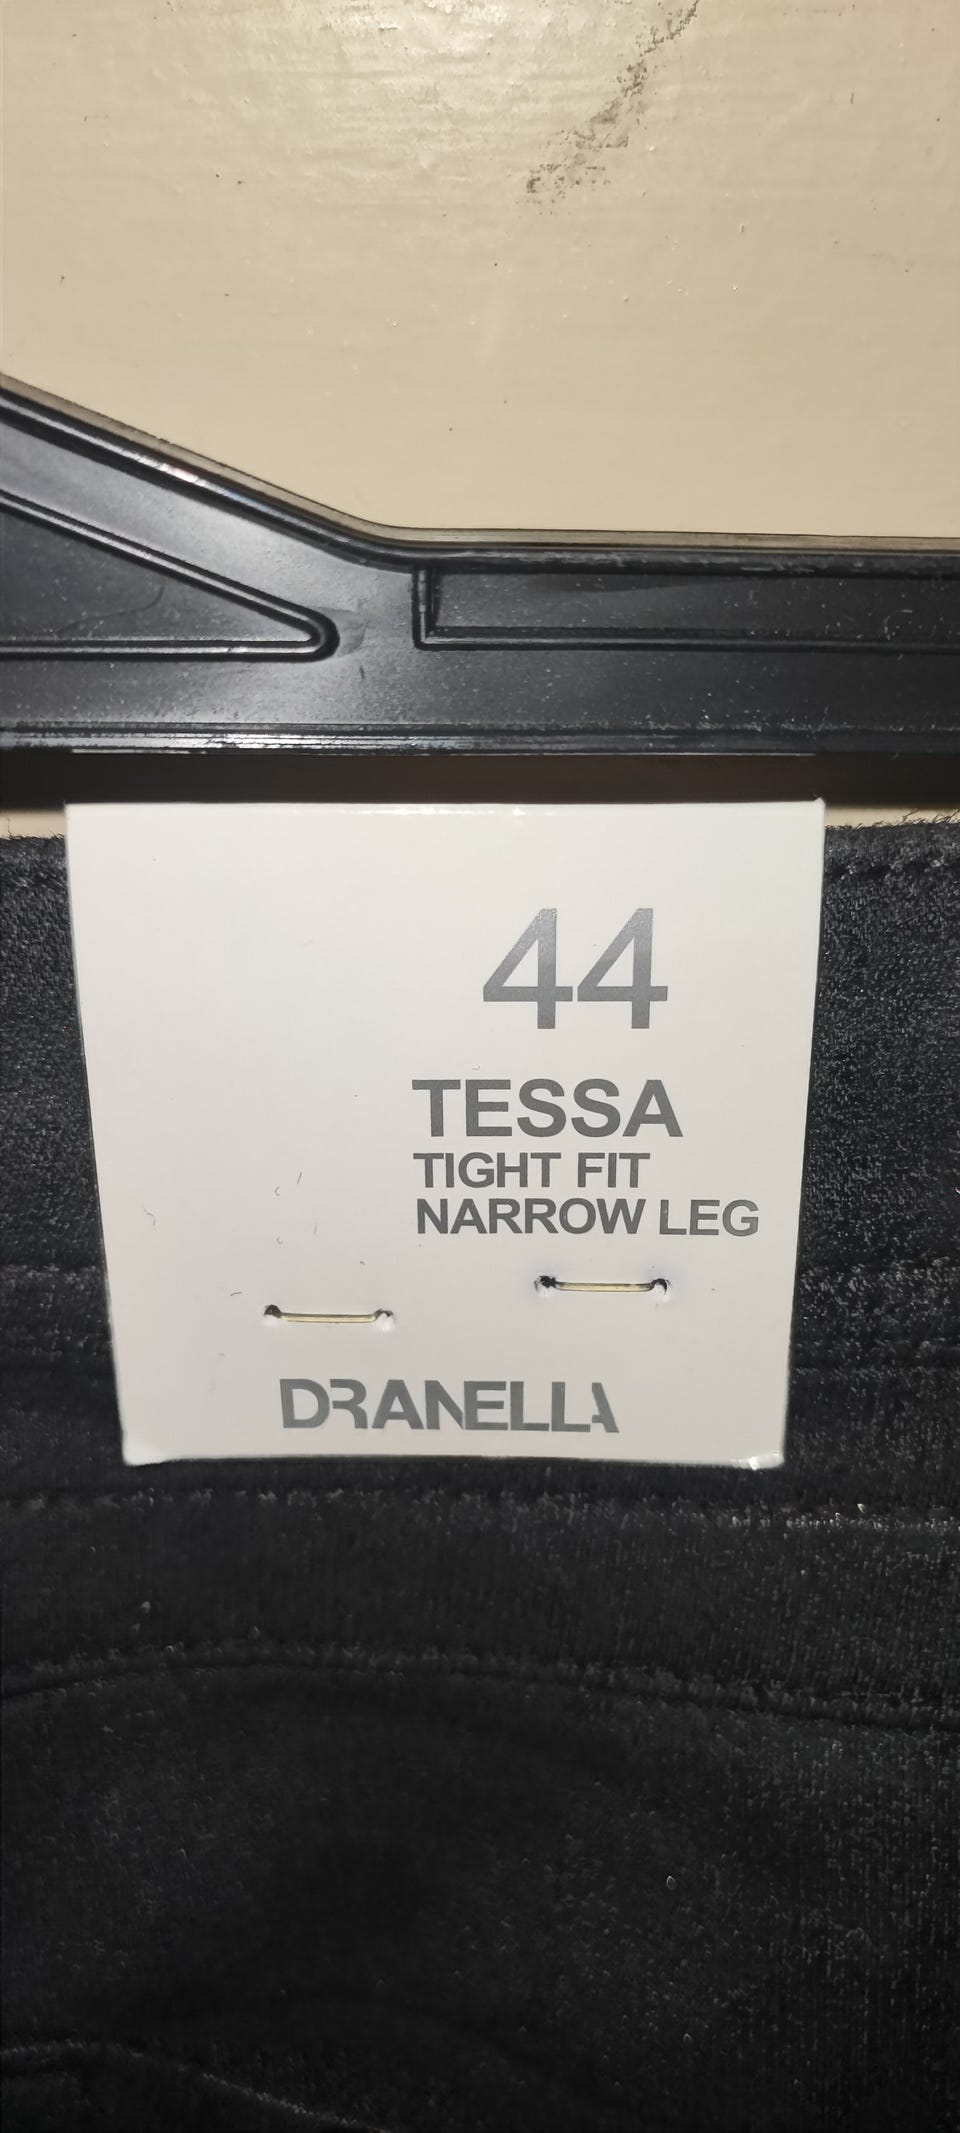 44
TESSA
TIGHT FIT
NARROW LEG
DRANELLA